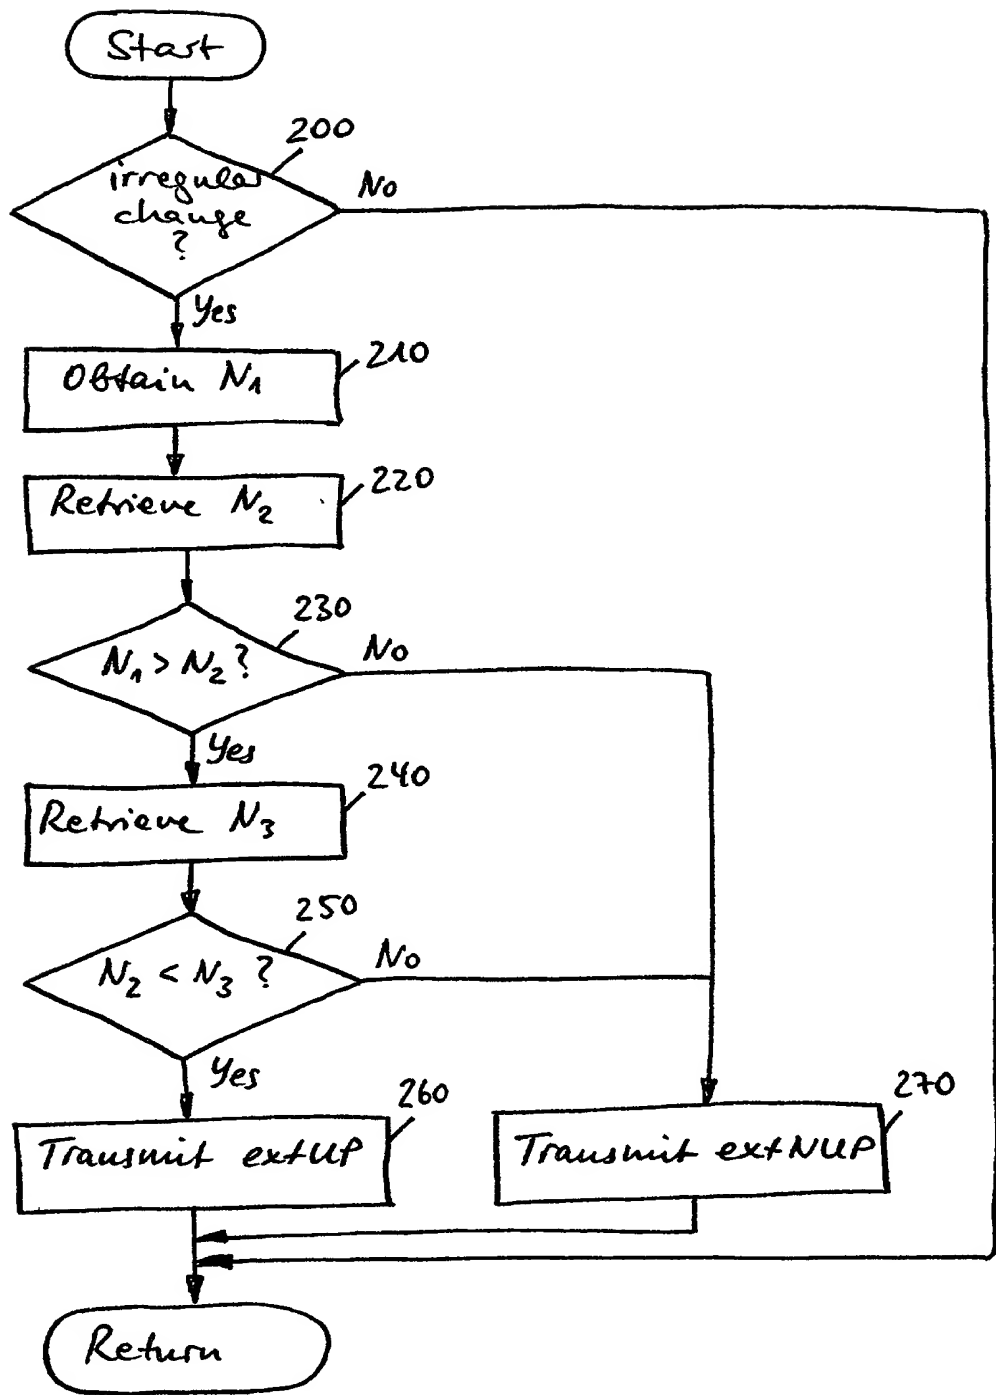 Start
200
irregular
change
?
No
Yes
210
Obtain N₁
220
Retrieve N₂
230
N₁ > N₂ ?
No
Yes
240
Retrieve N₃
250
N₂ < N₃ ?
No
Yes
260
Transmit extUP
270
Transmit extNUP
Return